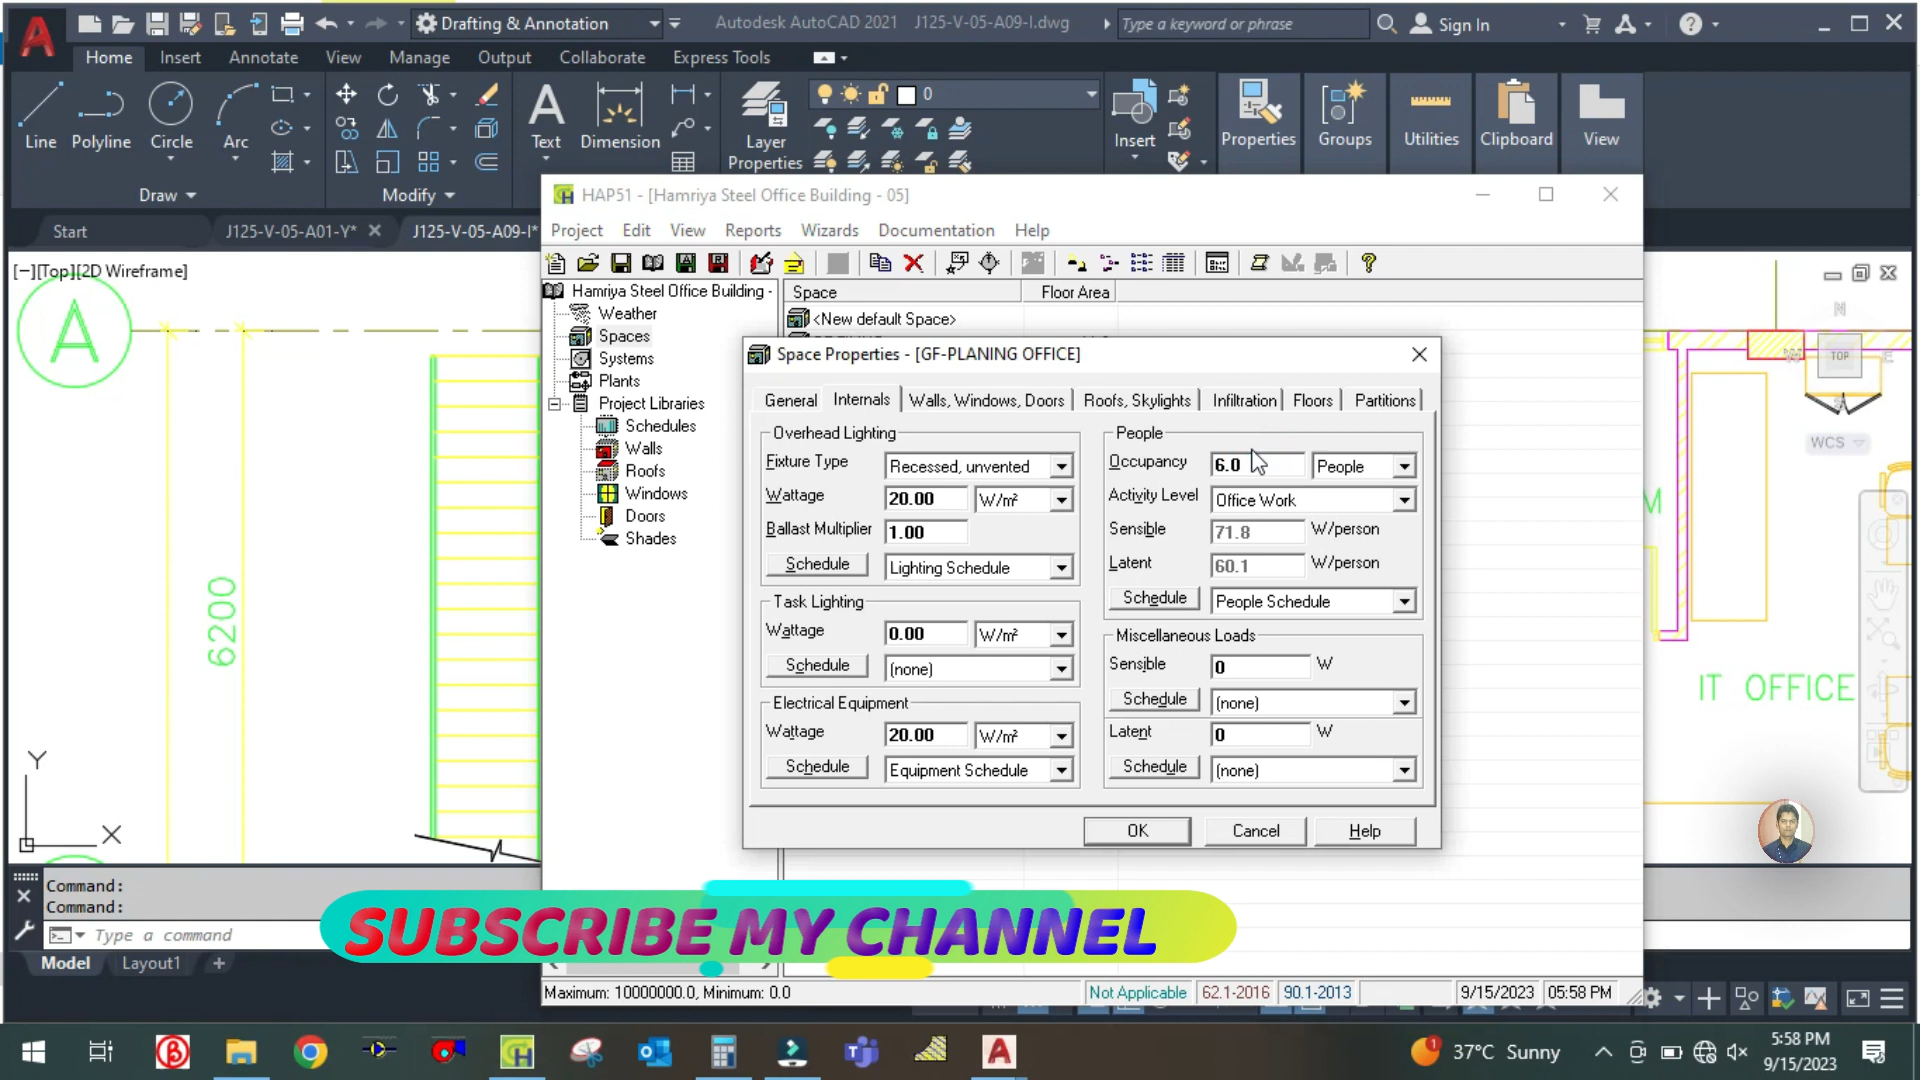 Drafting & Annotation
Autodesk AutoCAD 2021
J125-V-05-A09-I.dwg
Type a keyword or phrase
Sign In
Home
Insert
Annotate
View
Manage
Output
Collaborate
Express Tools
Line
Polyline
Circle
Arc
Text
Dimension
Layer
Properties
0
Insert
Properties
Groups
Utilities
Clipboard
View
Draw
Modify
Start
J125-V-05-A01-Y*
J125-V-05-A09-I*
[−][Top][2D Wireframe]
A
6200
Y
X
HAP51 - [Hamriya Steel Office Building - 05]
Project
Edit
View
Reports
Wizards
Documentation
Help
Hamriya Steel Office Building -
Weather
Spaces
Systems
Plants
Project Libraries
Schedules
Walls
Roofs
Windows
Doors
Shades
Space
Floor Area
<New default Space>
Space Properties - [GF-PLANING OFFICE]
General
Internals
Walls, Windows, Doors
Roofs, Skylights
Infiltration
Floors
Partitions
Overhead Lighting
Fixture Type
Recessed, unvented
Wattage
20.00
W/m²
Ballast Multiplier
1.00
Schedule
Lighting Schedule
Task Lighting
Wattage
0.00
W/m²
Schedule
(none)
Electrical Equipment
Wattage
20.00
W/m²
Schedule
Equipment Schedule
People
Occupancy
6.0
People
Activity Level
Office Work
Sensible
71.8
W/person
Latent
60.1
W/person
Schedule
People Schedule
Miscellaneous Loads
Sensible
0
W
Schedule
(none)
Latent
0
W
Schedule
(none)
OK
Cancel
Help
N
TOP
E
WCS
M
IT OFFICE
Command:
Command:
Type a command
Model
Layout1
+
SUBSCRIBE MY CHANNEL
Maximum: 10000000.0, Minimum: 0.0
Not Applicable
62.1-2016
90.1-2013
9/15/2023
05:58 PM
1
37°C Sunny
5:58 PM
9/15/2023